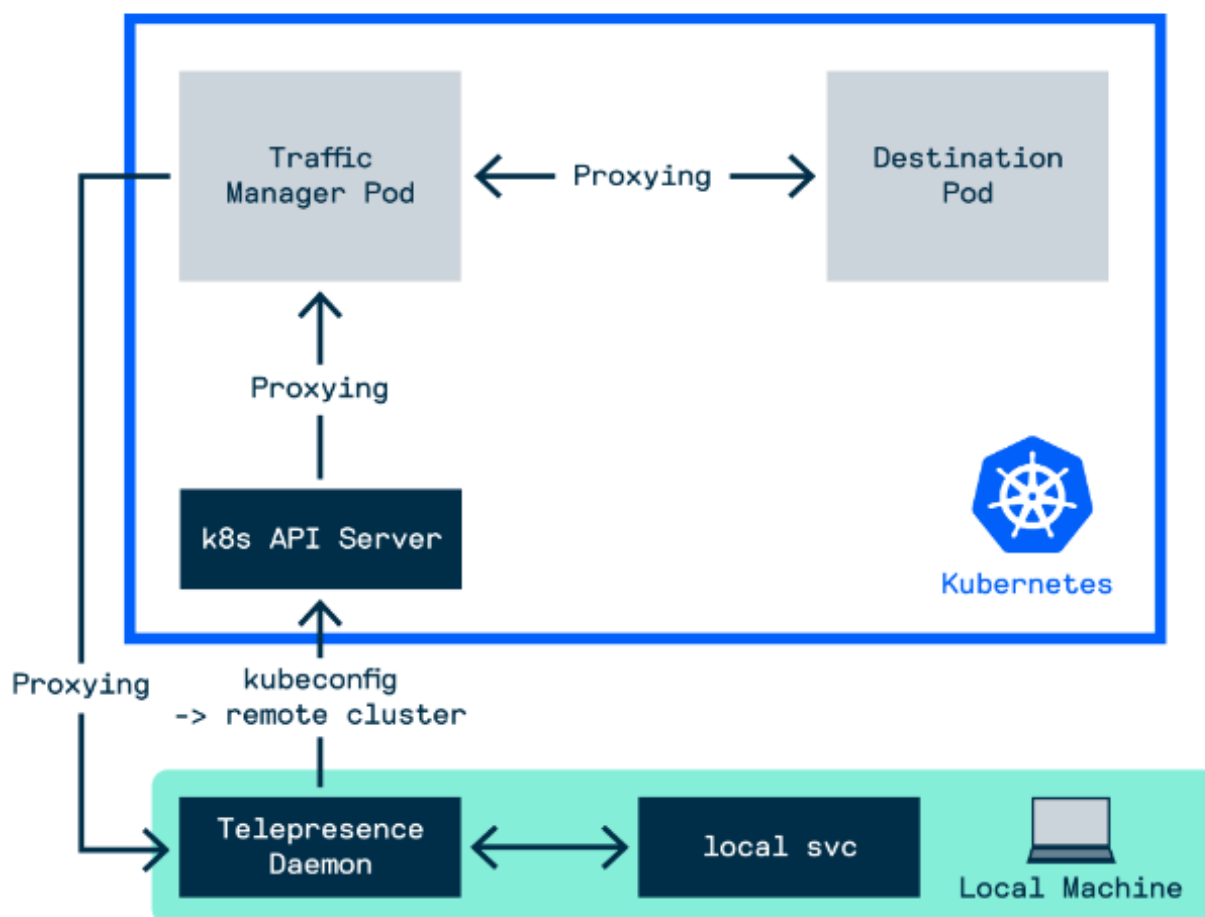 Traffic
Manager Pod
Proxying
Destination
Pod
Proxying
k8s API Server
Kubernetes
Proxying
kubeconfig
-> remote cluster
Telepresence
Daemon
local svc
Local Machine